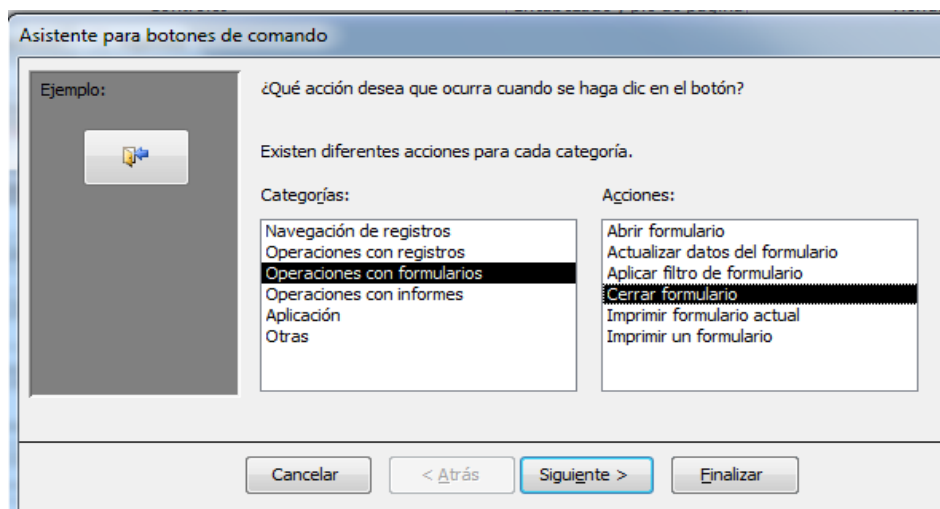 Asistente para botones de comando
Ejemplo:
¿Qué acción desea que ocurra cuando se haga clic en el botón?
Existen diferentes acciones para cada categoría.
Categorías:
Navegación de registros
Operaciones con registros
Operaciones con formularios
Operaciones con informes
Aplicación
Otras
Acciones:
Abrir formulario
Actualizar datos del formulario
Aplicar filtro de formulario
Cerrar formulario
Imprimir formulario actual
Imprimir un formulario
Cancelar
< Atrás
Siguiente >
Finalizar